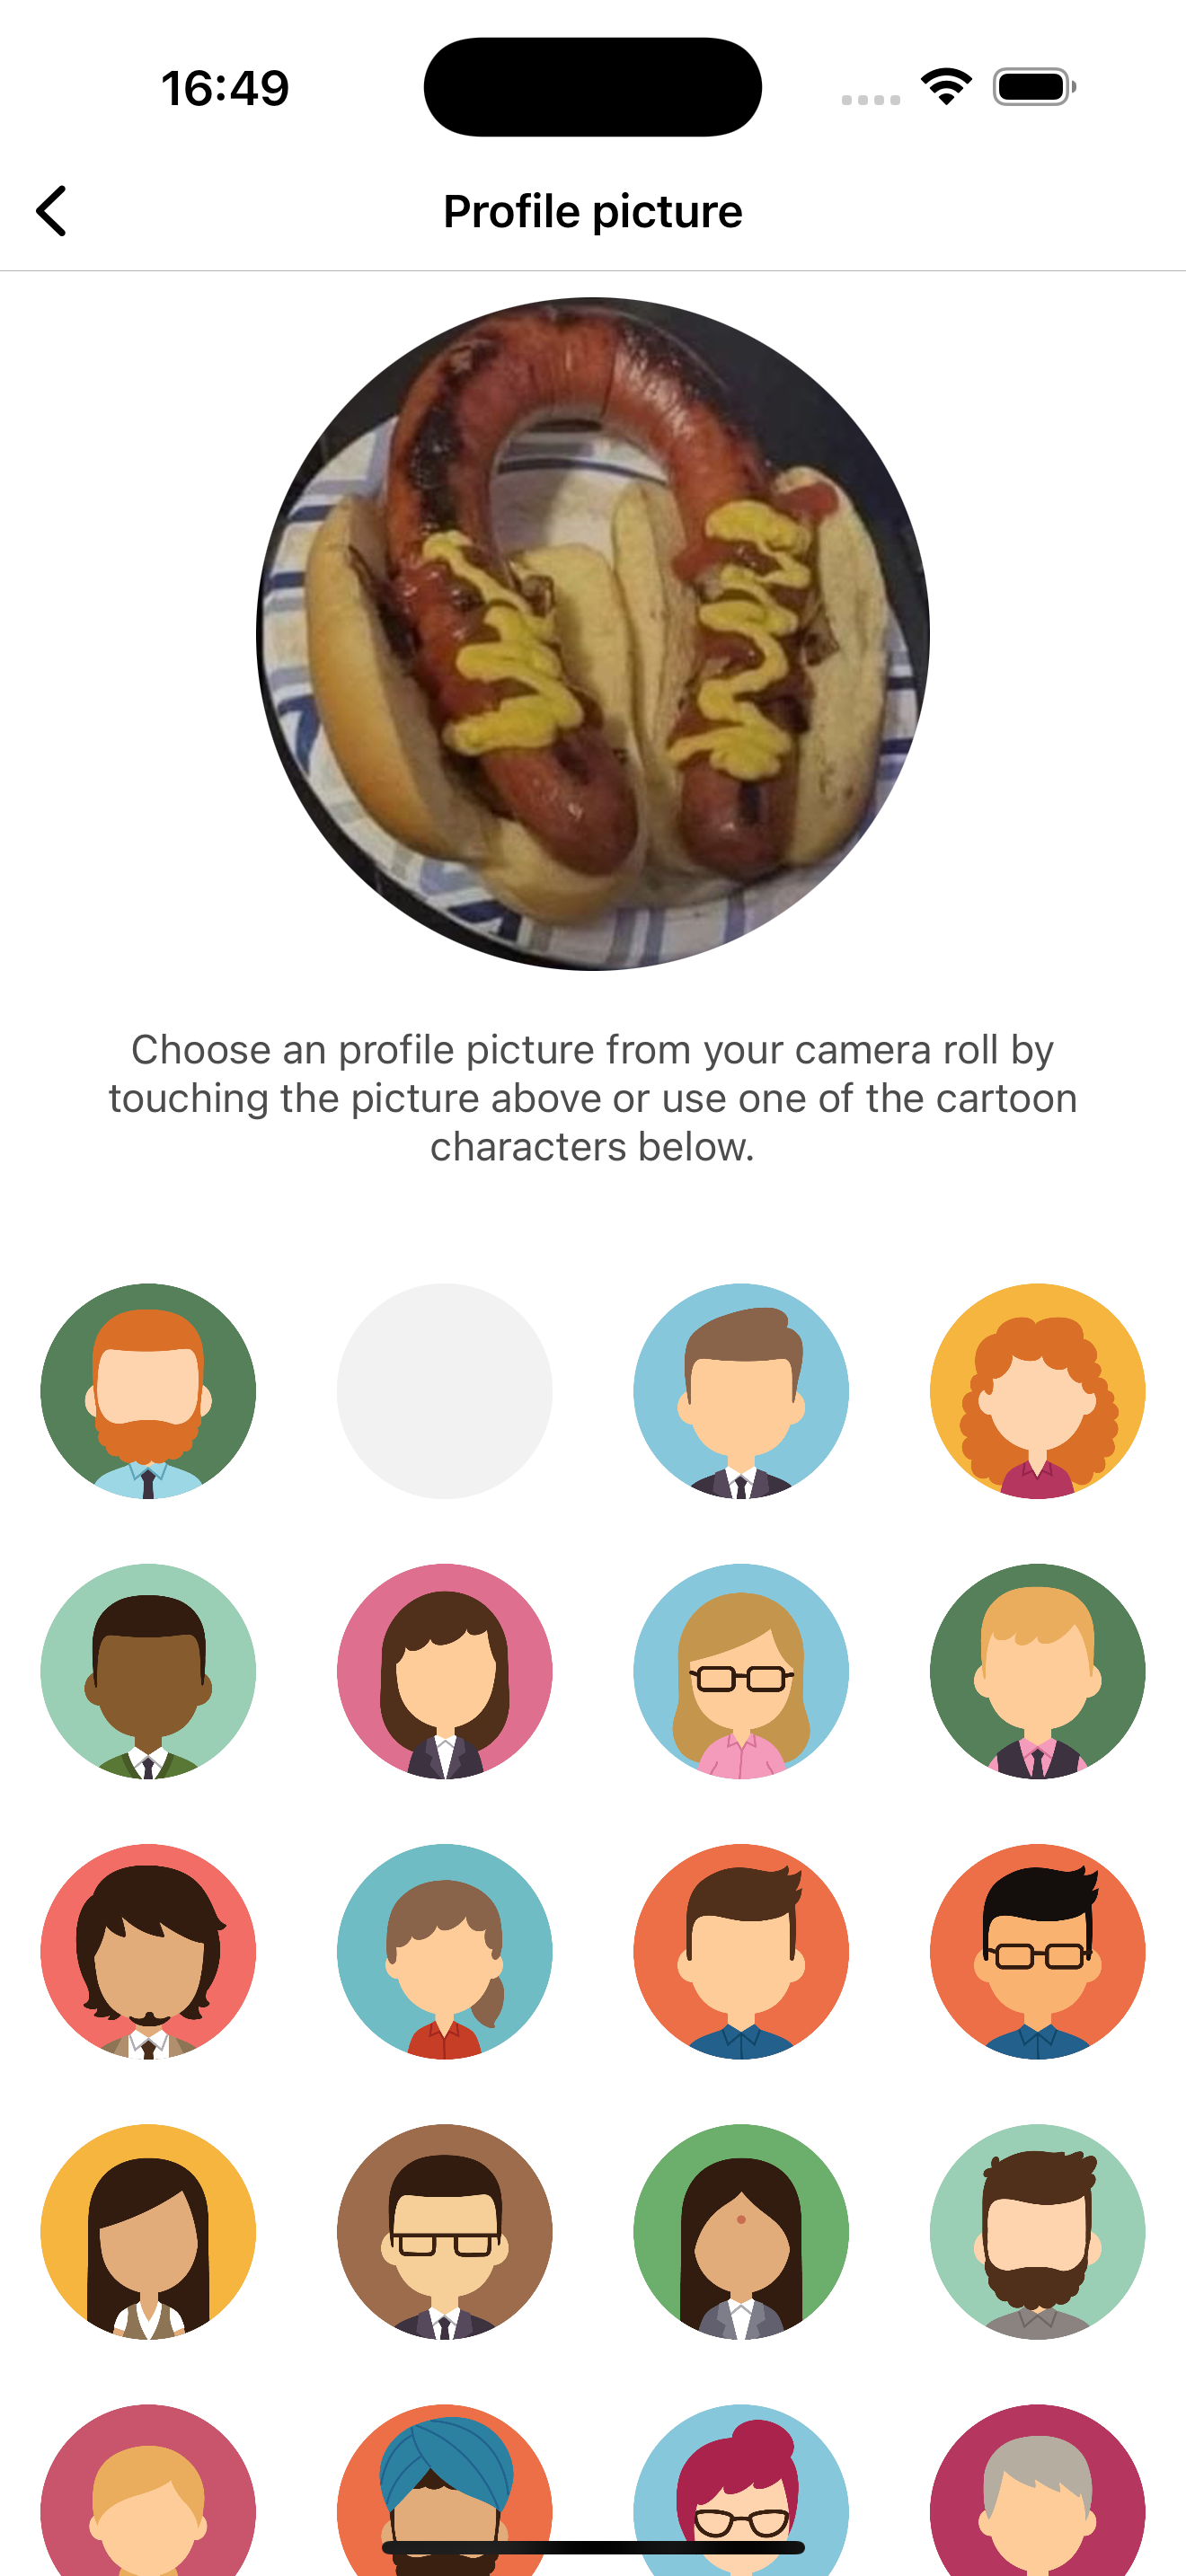 16:49
Profile picture
Choose an profile picture from your camera roll by
touching the picture above or use one of the cartoon
characters below.